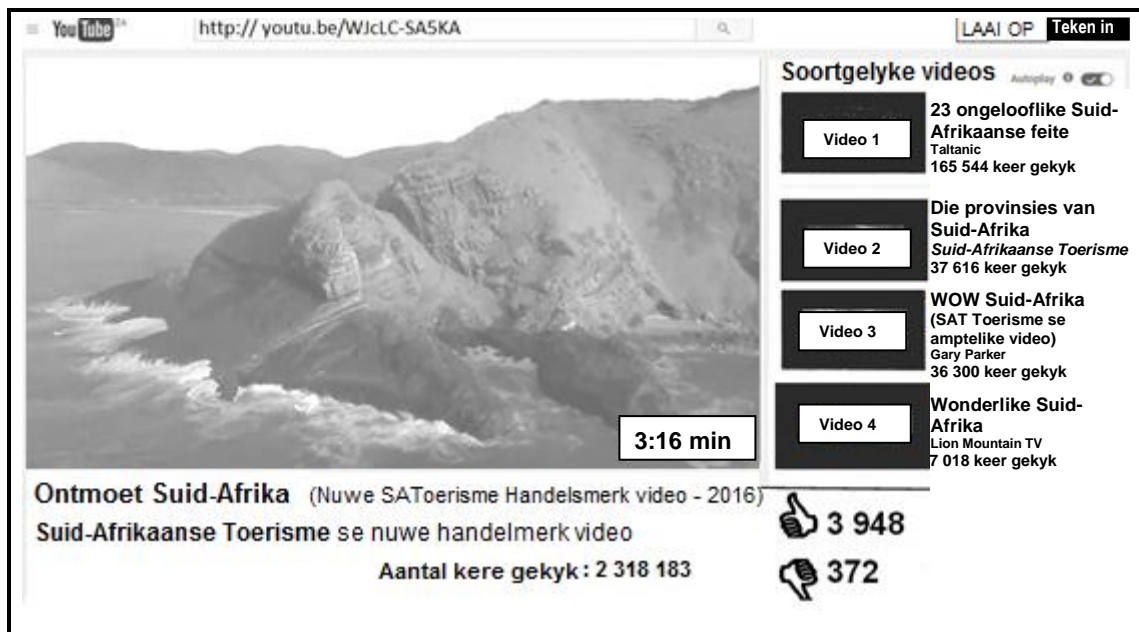 YouTube ZA
http:// youtu.be/WJcLC-SA5KA
LAAI OP
Teken in
Soortgelyke videos
Autoplay
Video 1
23 ongelooflike Suid-
Afrikaanse feite
Taltanic
165 544 keer gekyk
Video 2
Die provinsies van
Suid-Afrika
Suid-Afrikaanse Toerisme
37 616 keer gekyk
Video 3
WOW Suid-Afrika
(SAT Toerisme se
amptelike video)
Gary Parker
36 300 keer gekyk
Video 4
Wonderlike Suid-
Afrika
Lion Mountain TV
7 018 keer gekyk
3:16 min
Ontmoet Suid-Afrika (Nuwe SAToerisme Handelsmerk video - 2016)
Suid-Afrikaanse Toerisme se nuwe handelmerk video
Aantal kere gekyk : 2 318 183
3 948
372